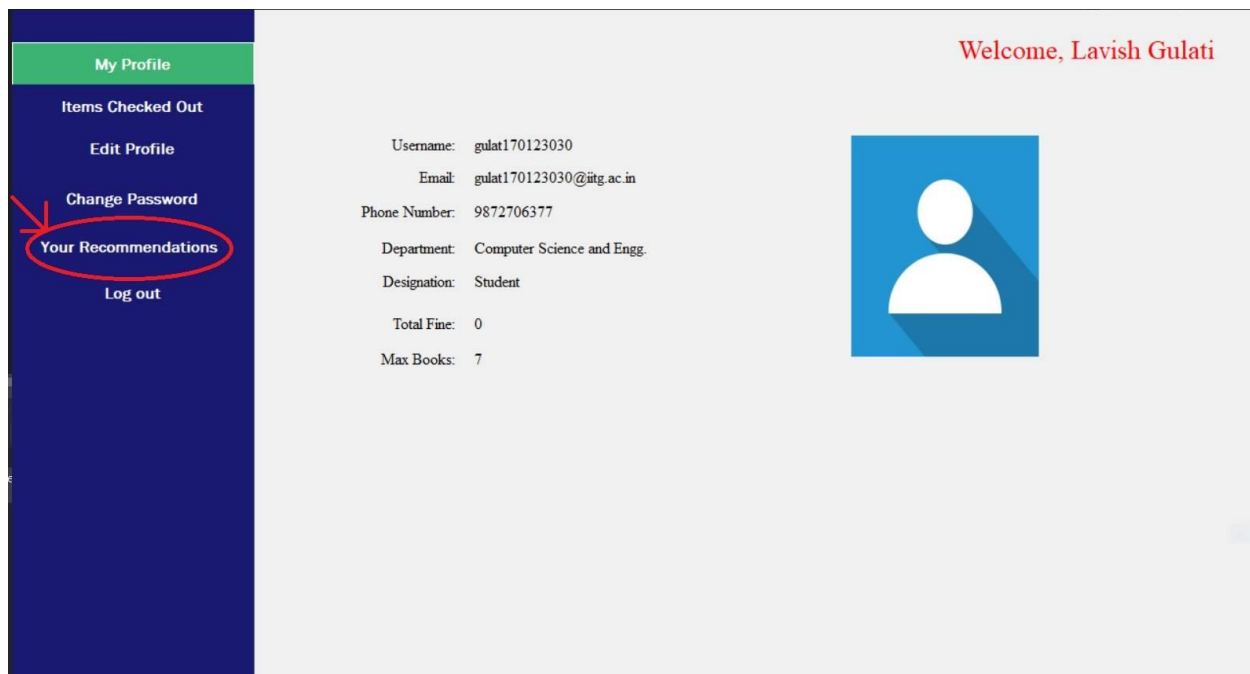 My Profile
Items Checked Out
Edit Profile
Change Password
Your Recommendations
Log out
Welcome, Lavish Gulati
Username: gulat170123030
Email: gulat170123030@iitg.ac.in
Phone Number: 9872706377
Department: Computer Science and Engg.
Designation: Student
Total Fine: 0
Max Books: 7